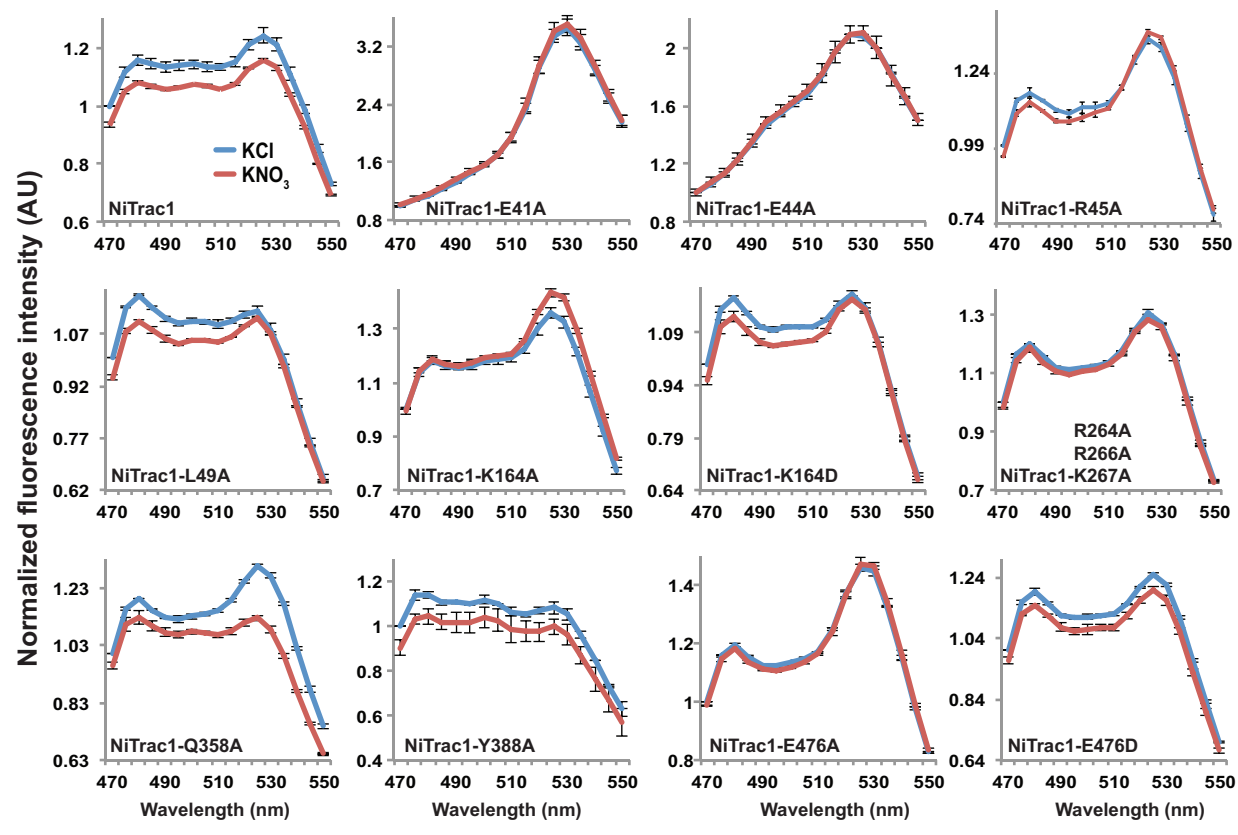 Normalized fluorescence intensity (AU)
1.2
1
0.8
0.6
KCl
KNO3
NiTrac1
470 490 510 530 550
3.2
2.4
1.6
0.8
NiTrac1-E41A
470 490 510 530 550
2
1.6
1.2
0.8
NiTrac1-E44A
470 490 510 530 550
1.24
0.99
0.74
NiTrac1-R45A
470 490 510 530 550
1.07
0.92
0.77
0.62
NiTrac1-L49A
470 490 510 530 550
1.3
1.1
0.9
0.7
NiTrac1-K164A
470 490 510 530 550
1.09
0.94
0.79
0.64
NiTrac1-K164D
470 490 510 530 550
1.3
1.1
0.9
0.7
R264A
R266A
NiTrac1-K267A
470 490 510 530 550
1.23
1.03
0.83
0.63
NiTrac1-Q358A
470 490 510 530 550
Wavelength (nm)
1.2
1
0.8
0.6
0.4
NiTrac1-Y388A
470 490 510 530 550
Wavelength (nm)
1.4
1.2
1
0.8
NiTrac1-E476A
470 490 510 530 550
Wavelength (nm)
1.24
1.04
0.84
0.64
NiTrac1-E476D
470 490 510 530 550
Wavelength (nm)